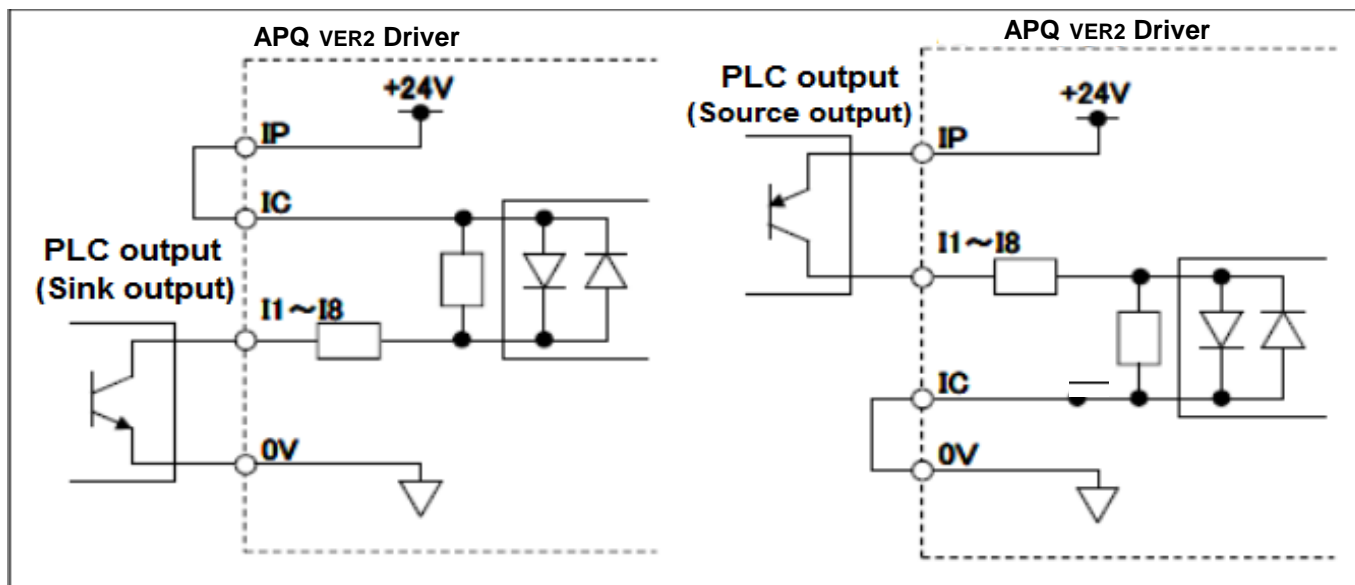 APQ VER2 Driver
+24V
IP
IC
PLC output
(Sink output)
I1～I8
0V
APQ VER2 Driver
PLC output
(Source output)
+24V
IP
I1～I8
IC
0V